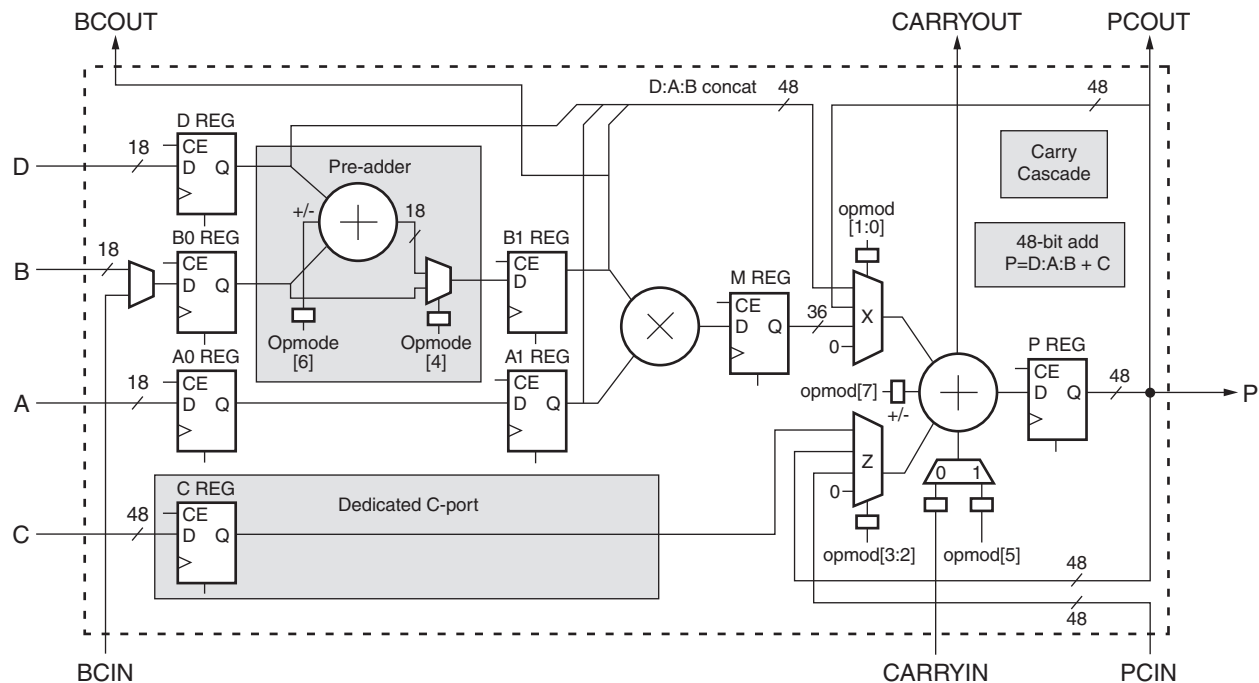 BCOUT
CARRYOUT
PCOUT
D:A:B concat
48
48
D REG
18
CE
D
D
Q
Pre-adder
+/-
18
Carry
Cascade
opmod
[1:0]
48-bit add
P=D:A:B + C
B0 REG
18
CE
B
D
Q
B1 REG
CE
D
Opmode
[6]
Opmode
[4]
M REG
CE
D
Q
36
X
0
A0 REG
CE
18
A
D
Q
A1 REG
CE
D
Q
opmod[7]
+/-
P REG
CE
D
Q
48
P
Z
0
0
1
C REG
Dedicated C-port
CE
48
C
D
Q
opmod[3:2]
opmod[5]
48
48
BCIN
CARRYIN
PCIN